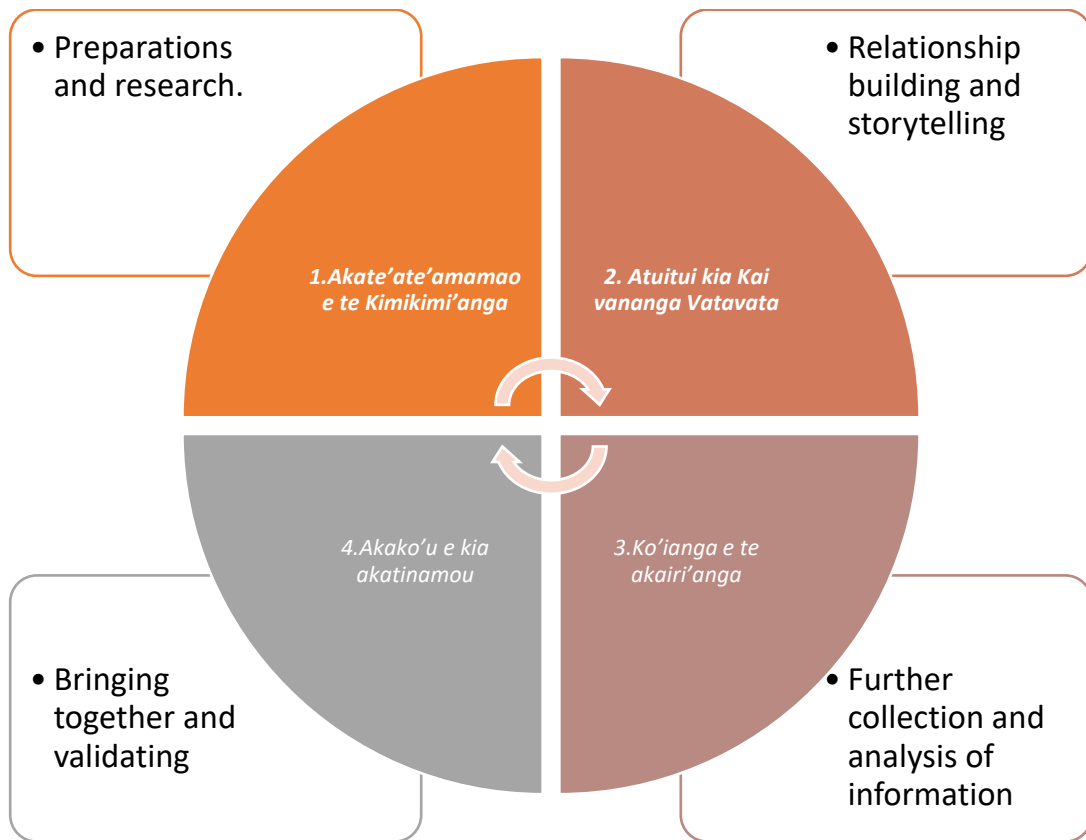 • Preparations
and research.
• Relationship
building and
storytelling
1.Akate’ate’amamao
e te Kimikimi’anga
2. Atuitui kia Kai
vananga Vatavata
4.Akako’u e kia
akatinamou
3.Ko’ianga e te
akairi’anga
• Bringing
together and
validating
• Further
collection and
analysis of
information